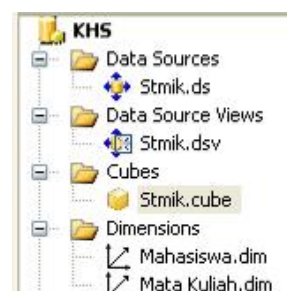 KHS
Data Sources
Stmik.ds
Data Source Views
Stmik.dsv
Cubes
Stmik.cube
Dimensions
Mahasiswa.dim
Mata Kuliah.dim